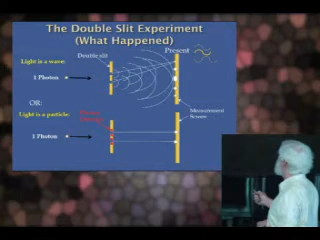 The Double Slit Experiment
(What Happened)
Present
Double slit
Light is a wave:
1 Photon
OR:
Light is a particle:
1 Photon
Measurement
Screen